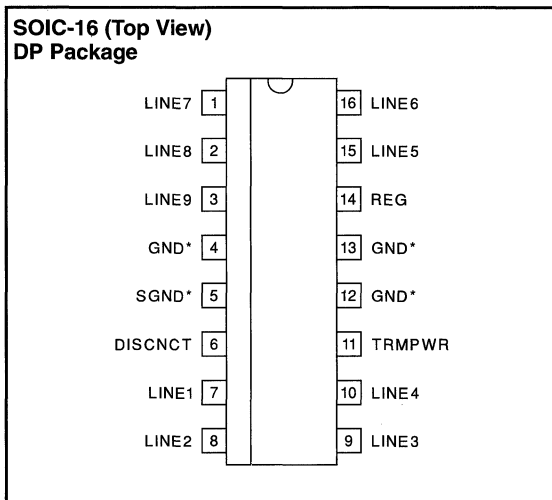 SOIC-16 (Top View)
DP Package
LINE7 1 16 LINE6
LINE8 2 15 LINE5
LINE9 3 14 REG
GND* 4 13 GND*
SGND* 5 12 GND*
DISCNCT 6 11 TRMPWR
LINE1 7 10 LINE4
LINE2 8 9 LINE3